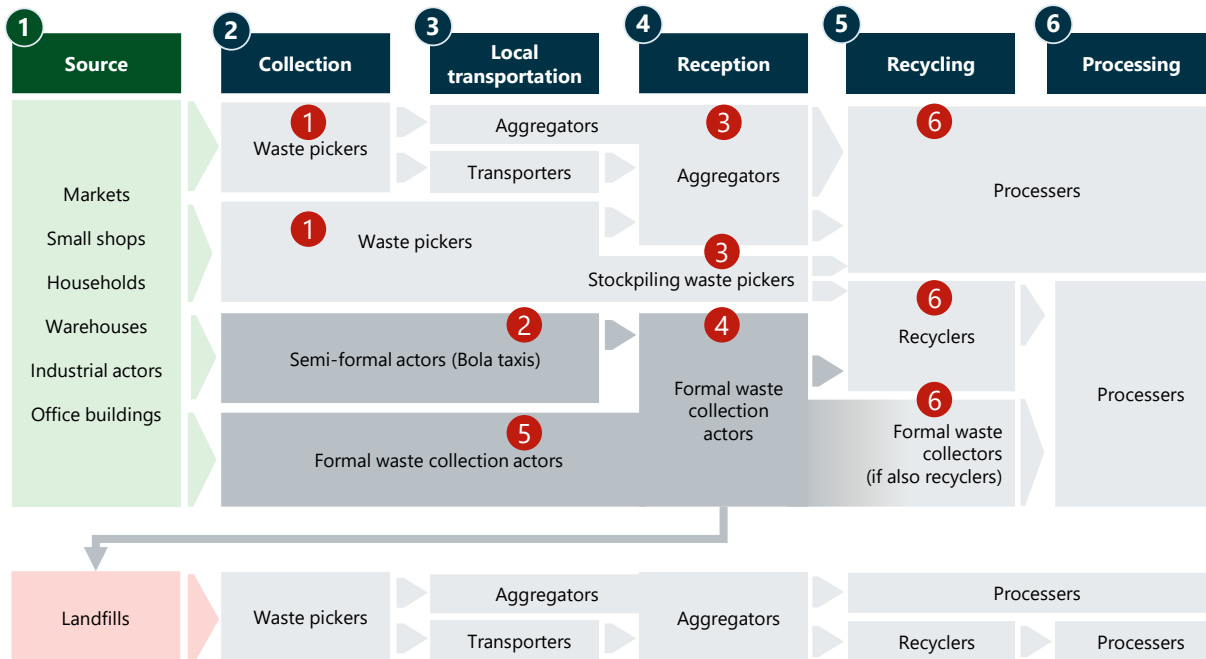 1
Source
2
Collection
3
Local
transportation
4
Reception
5
Recycling
6
Processing
Markets
Small shops
Households
Warehouses
Industrial actors
Office buildings
1
Waste pickers
Aggregators
Transporters
3
Aggregators
6
Processers
1
Waste pickers
3
Stockpiling waste pickers
2
Semi-formal actors (Bola taxis)
4
Formal waste
collection
actors
6
Recyclers
Processers
5
Formal waste collection actors
6
Formal waste
collectors
(if also recyclers)
Landfills
Waste pickers
Aggregators
Transporters
Aggregators
Processers
Recyclers
Processers